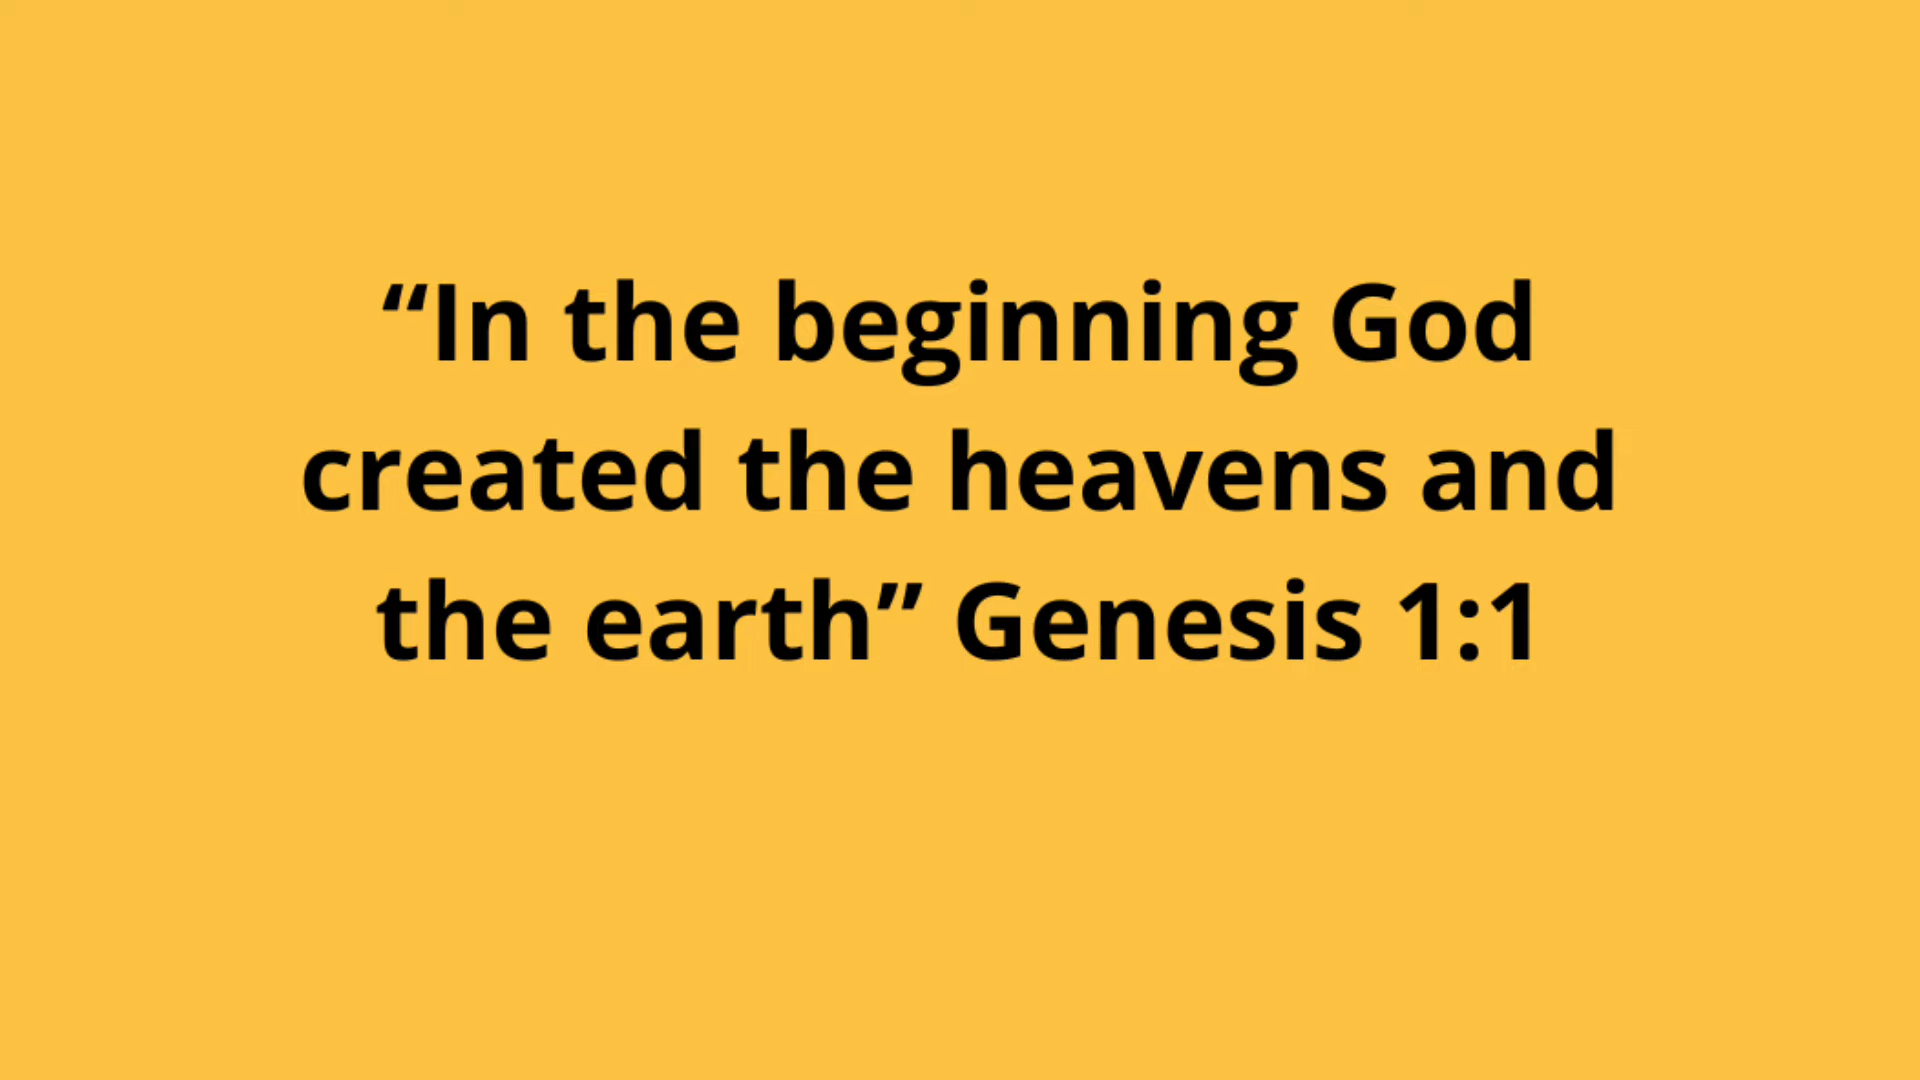 “In the beginning God
created the heavens and
the earth” Genesis 1:1